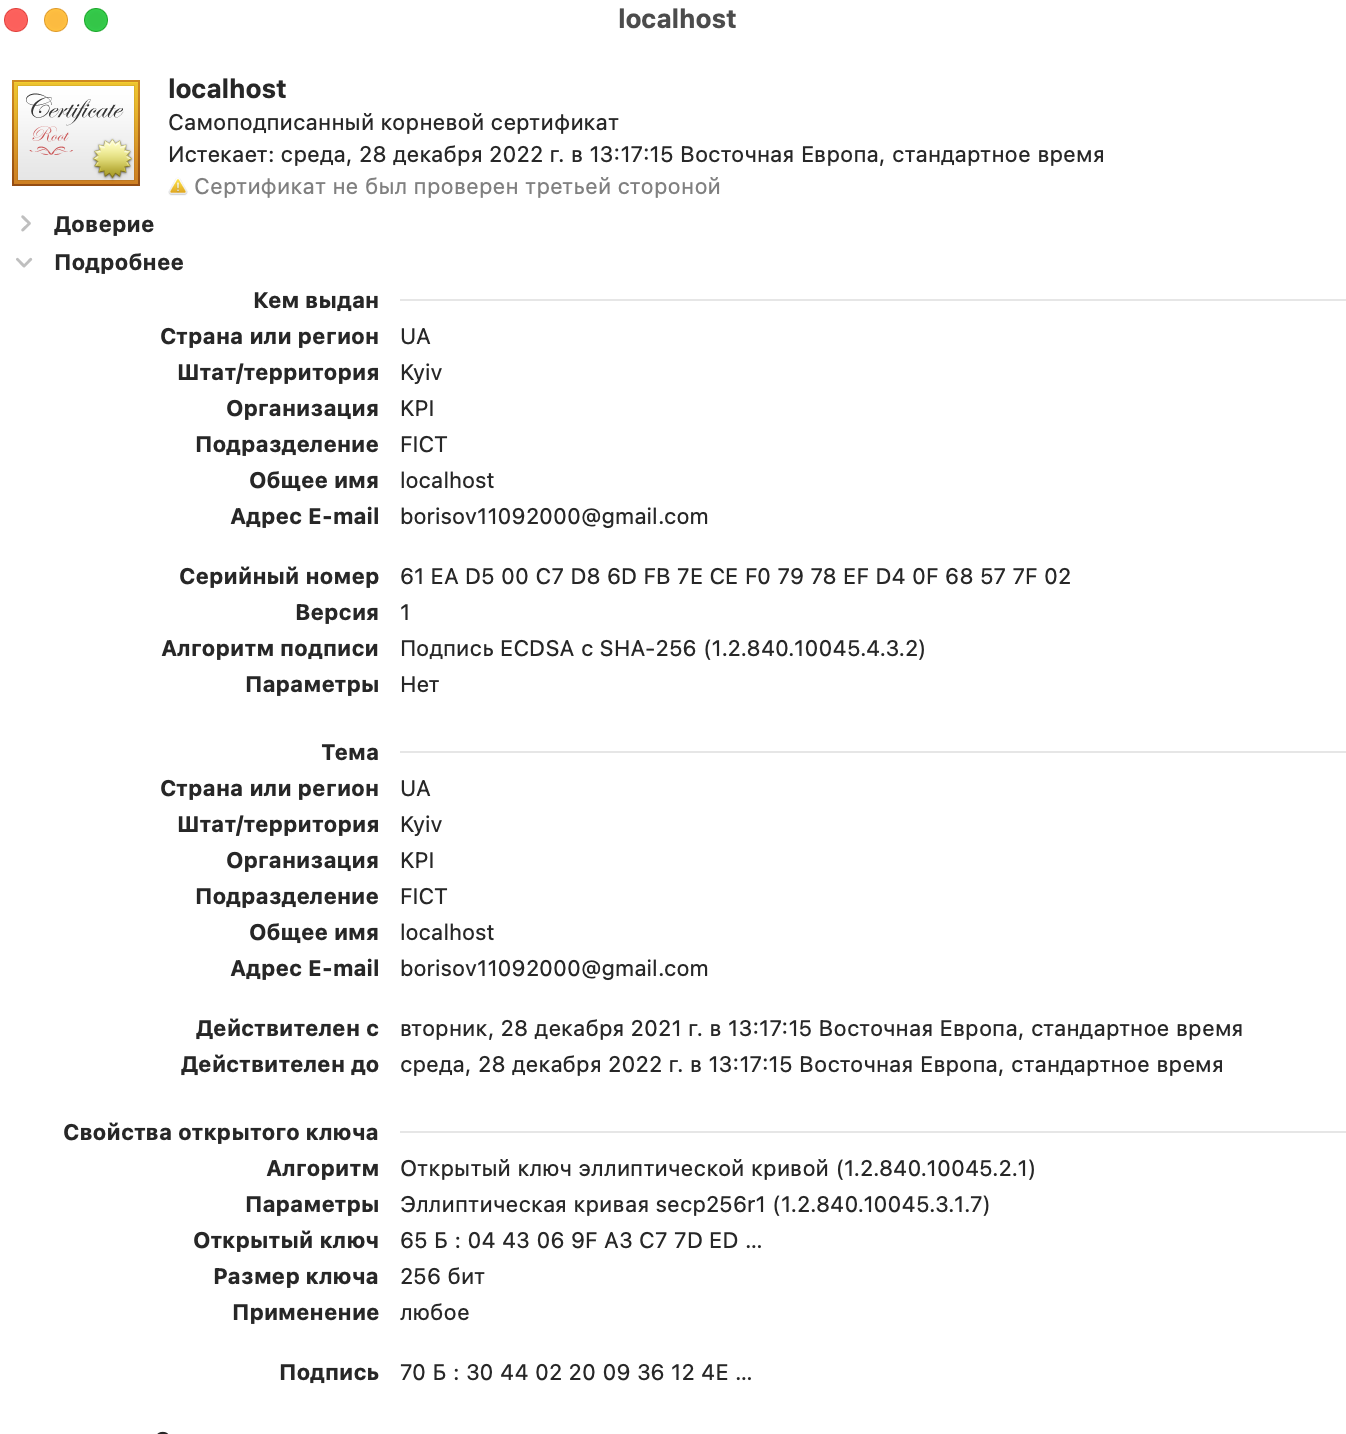 localhost
Certificate
Root
localhost
Самоподписанный корневой сертификат
Истекает: среда, 28 декабря 2022 г. в 13:17:15 Восточная Европа, стандартное время
Сертификат не был проверен третьей стороной
Доверие
Подробнее
Кем выдан
Страна или регион UA
Штат/территория Kyiv
Организация KPI
Подразделение FICT
Общее имя localhost
Адрес E-mail borisov11092000@gmail.com
Серийный номер 61 EA D5 00 C7 D8 6D FB 7E CE F0 79 78 EF D4 0F 68 57 7F 02
Версия 1
Алгоритм подписи Подпись ECDSA с SHA-256 (1.2.840.10045.4.3.2)
Параметры Нет
Тема
Страна или регион UA
Штат/территория Kyiv
Организация KPI
Подразделение FICT
Общее имя localhost
Адрес E-mail borisov11092000@gmail.com
Действителен с вторник, 28 декабря 2021 г. в 13:17:15 Восточная Европа, стандартное время
Действителен до среда, 28 декабря 2022 г. в 13:17:15 Восточная Европа, стандартное время
Свойства открытого ключа
Алгоритм Открытый ключ эллиптической кривой (1.2.840.10045.2.1)
Параметры Эллиптическая кривая secp256r1 (1.2.840.10045.3.1.7)
Открытый ключ 65 Б : 04 43 06 9F A3 C7 7D ED ...
Размер ключа 256 бит
Применение любое
Подпись 70 Б : 30 44 02 20 09 36 12 4E ...